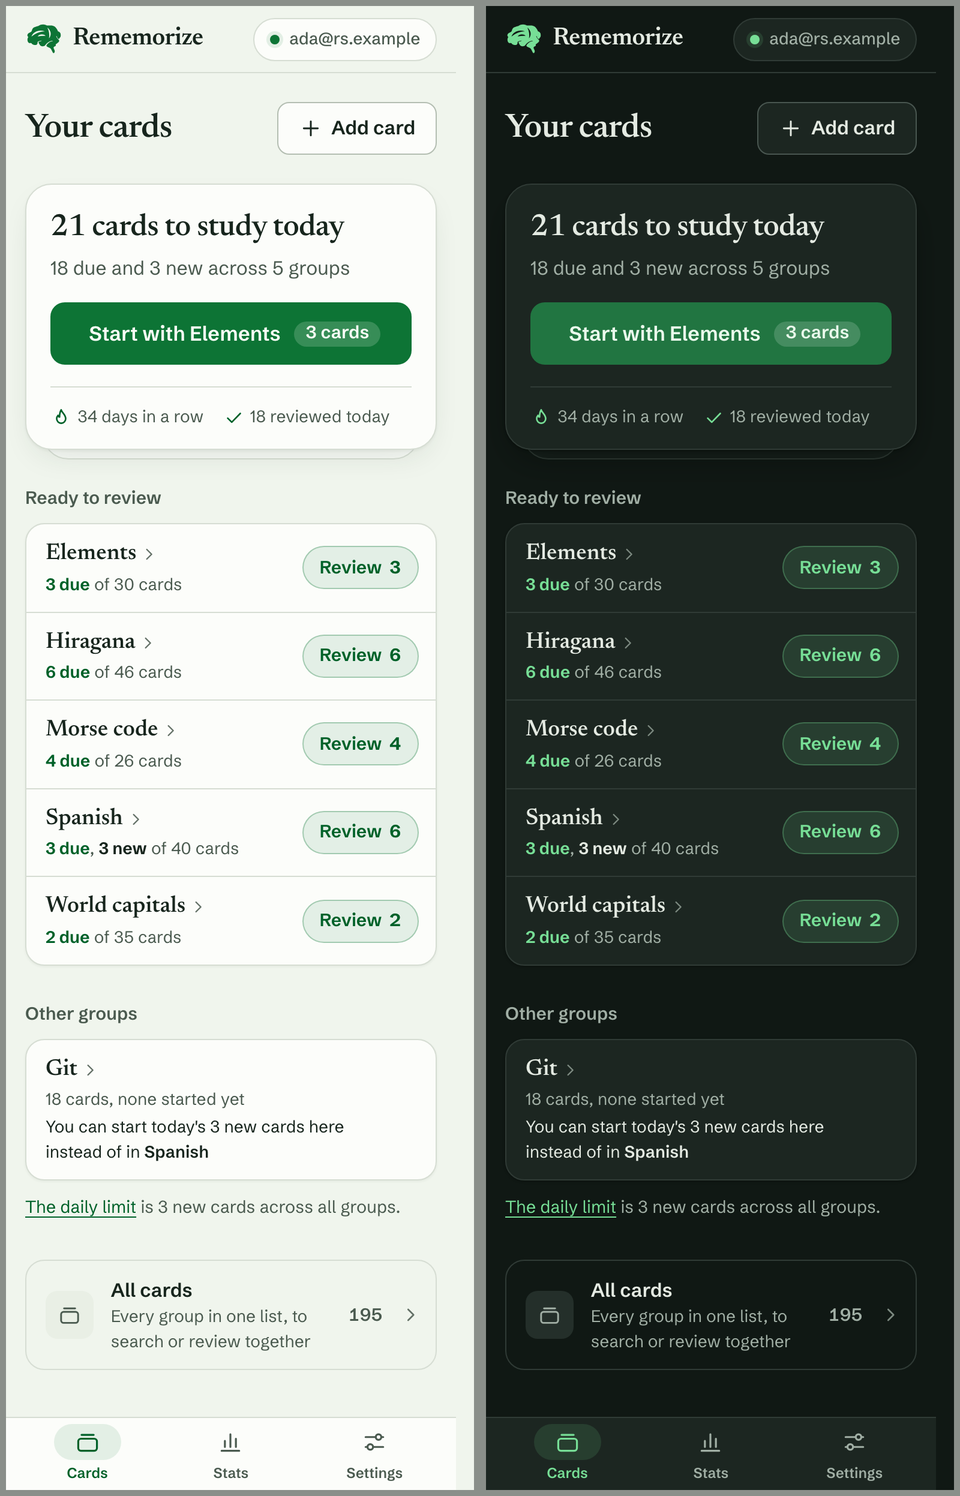 Rememorize
ada@rs.example
Your cards
Add card
21 cards to study today
18 due and 3 new across 5 groups
Start with Elements 3 cards
34 days in a row
18 reviewed today
Ready to review
Elements
3 due of 30 cards
Review 3
Hiragana
6 due of 46 cards
Review 6
Morse code
4 due of 26 cards
Review 4
Spanish
3 due, 3 new of 40 cards
Review 6
World capitals
2 due of 35 cards
Review 2
Other groups
Git
18 cards, none started yet
You can start today's 3 new cards here
instead of in Spanish
The daily limit is 3 new cards across all groups.
All cards
Every group in one list, to
search or review together
195
Cards
Stats
Settings
Rememorize
ada@rs.example
Your cards
Add card
21 cards to study today
18 due and 3 new across 5 groups
Start with Elements 3 cards
34 days in a row
18 reviewed today
Ready to review
Elements
3 due of 30 cards
Review 3
Hiragana
6 due of 46 cards
Review 6
Morse code
4 due of 26 cards
Review 4
Spanish
3 due, 3 new of 40 cards
Review 6
World capitals
2 due of 35 cards
Review 2
Other groups
Git
18 cards, none started yet
You can start today's 3 new cards here
instead of in Spanish
The daily limit is 3 new cards across all groups.
All cards
Every group in one list, to
search or review together
195
Cards
Stats
Settings